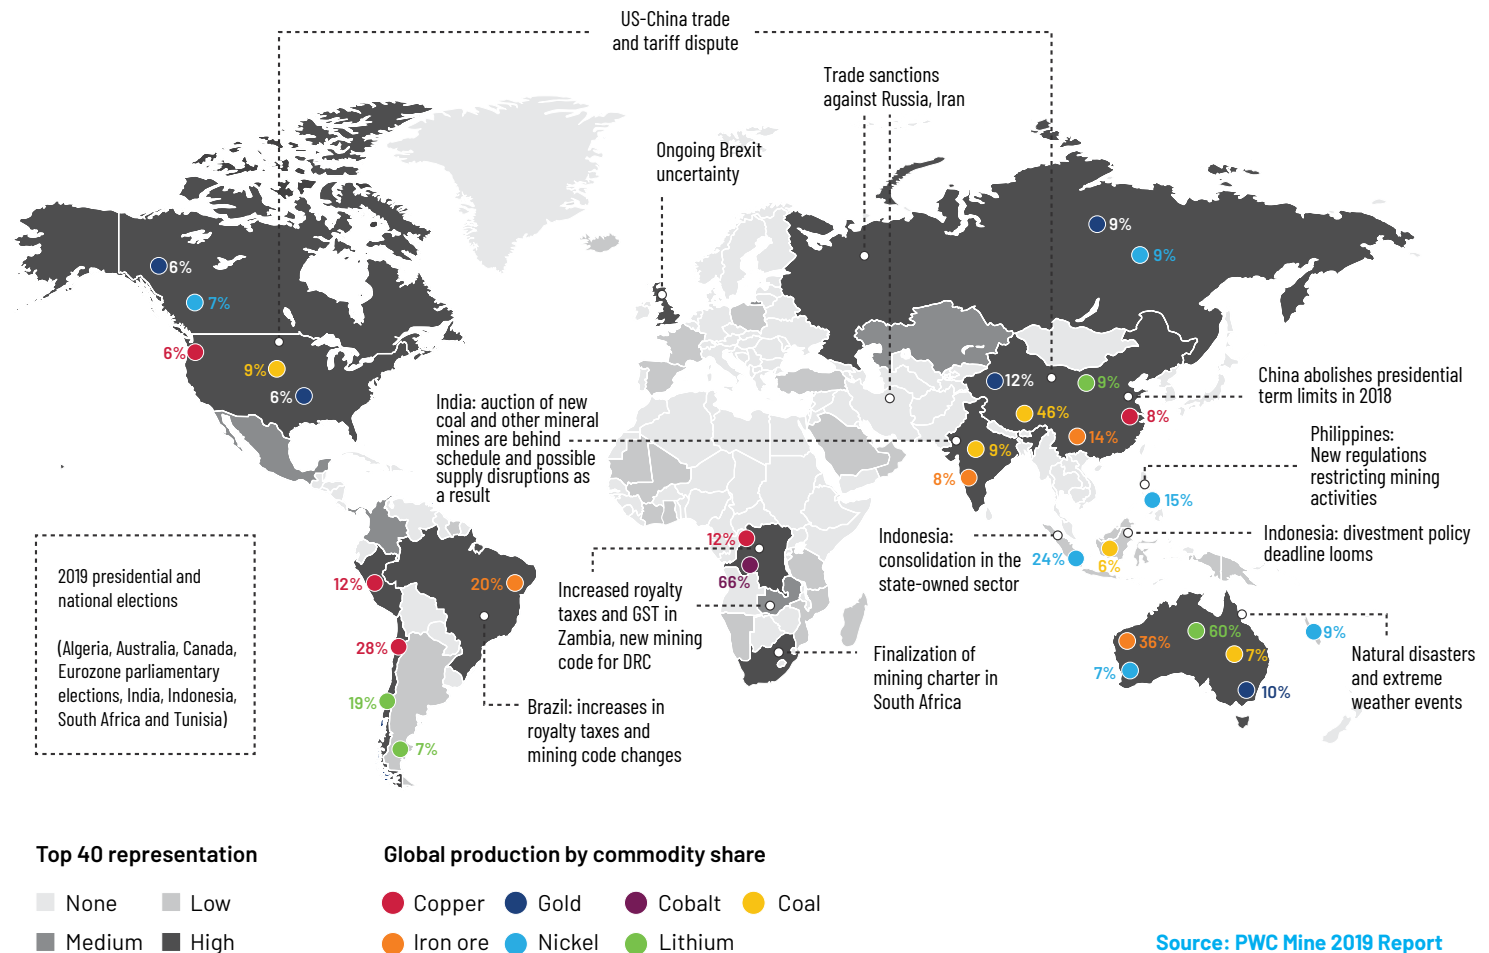 US-China trade
and tariff dispute
Trade sanctions
against Russia, Iran
Ongoing Brexit
uncertainty
9%
9%
6%
7%
6%
9%
6%
12%
9%
46%
8%
14%
9%
8%
China abolishes presidential
term limits in 2018
India: auction of new
coal and other mineral
mines are behind
schedule and possible
supply disruptions as
a result
Philippines:
New regulations
restricting mining
activities
15%
Indonesia:
consolidation in the
state-owned sector
24%
6%
Indonesia: divestment policy
deadline looms
12%
66%
Increased royalty
taxes and GST in
Zambia, new mining
code for DRC
12%
20%
28%
19%
7%
2019 presidential and
national elections
(Algeria, Australia, Canada,
Eurozone parliamentary
elections, India, Indonesia,
South Africa and Tunisia)
Brazil: increases in
royalty taxes and
mining code changes
Finalization of
mining charter in
South Africa
36%
60%
7%
7%
10%
9%
Natural disasters
and extreme
weather events
Top 40 representation
None
Low
Medium
High
Global production by commodity share
Copper
Gold
Cobalt
Coal
Iron ore
Nickel
Lithium
Source: PWC Mine 2019 Report